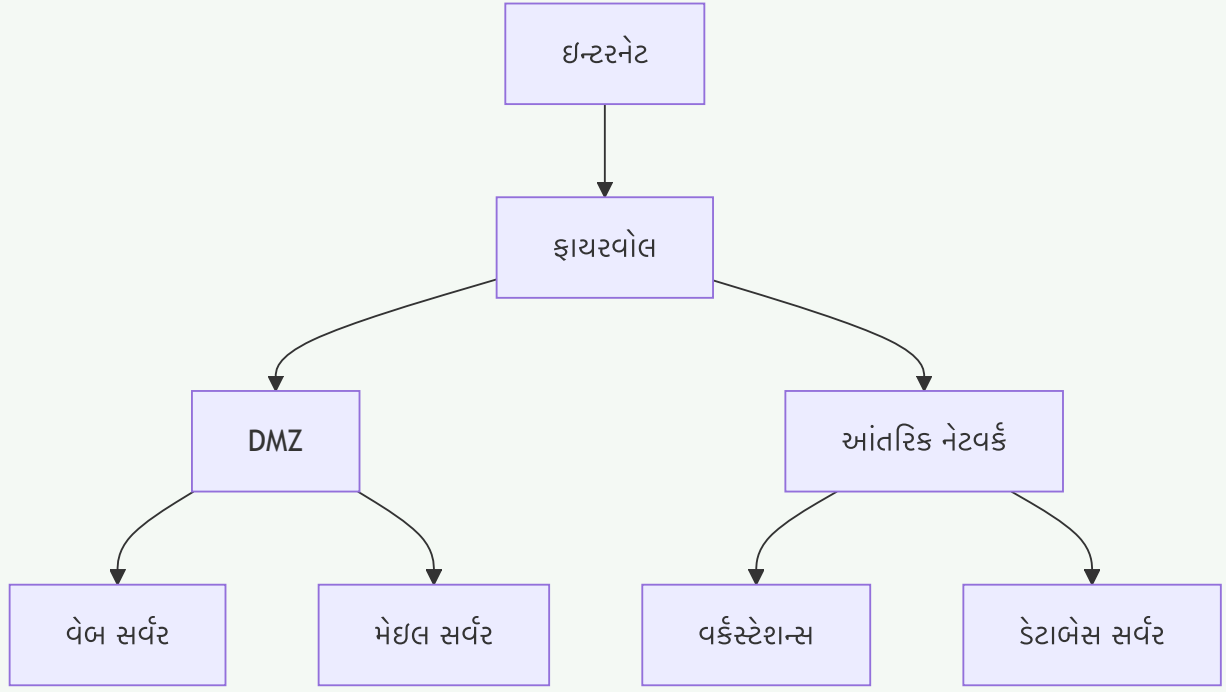 ઇન્ટરનેટ
ફાયરવોલ
DMZ
આંતરિક નેટવર્ક
વેબ સર્વર
મેઇલ સર્વર
વર્કસ્ટેશન્સ
ડેટાબેસ સર્વર